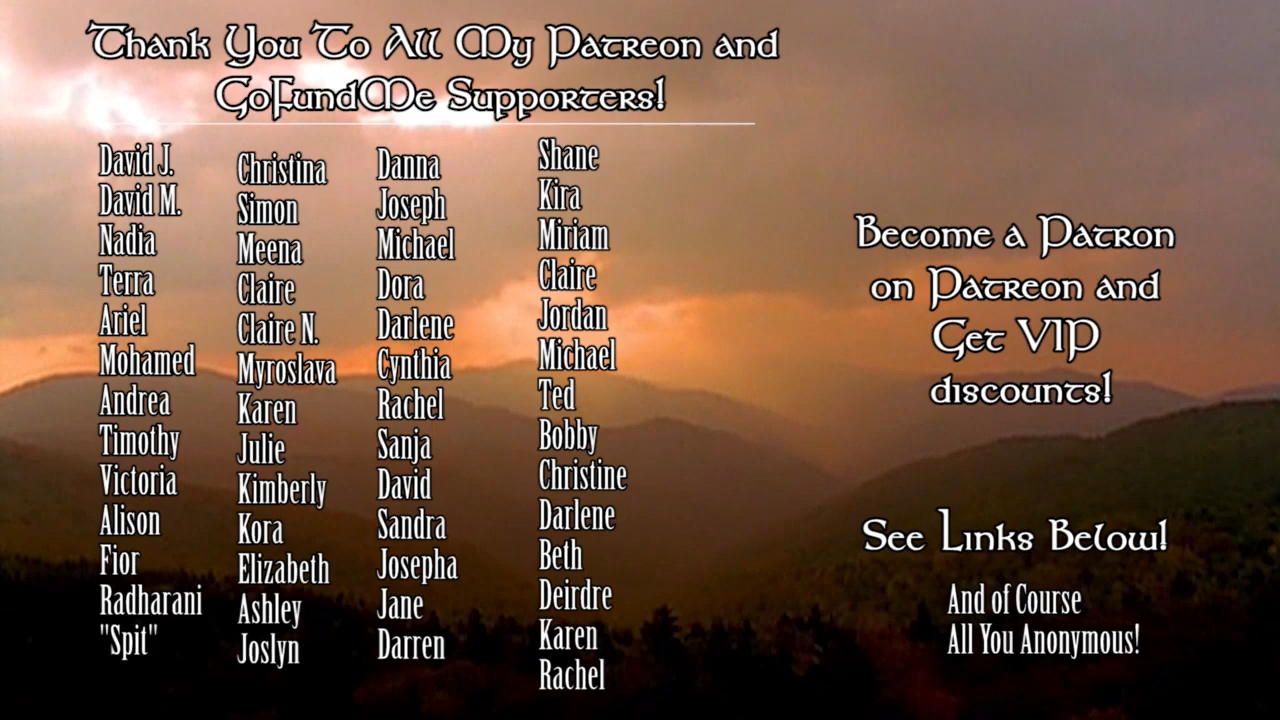 Thank You To All My Patreon and
GoFundMe Supporters!
David J.
David M.
Nadia
Terra
Ariel
Mohamed
Andrea
Timothy
Victoria
Alison
Fior
Radharani
"Spit"
Christina
Simon
Meena
Claire
Claire N.
Myroslava
Karen
Julie
Kimberly
Kora
Elizabeth
Ashley
Joslyn
Danna
Joseph
Michael
Dora
Darlene
Cynthia
Rachel
Sanja
David
Sandra
Josepha
Jane
Darren
Shane
Kira
Miriam
Claire
Jordan
Michael
Ted
Bobby
Christine
Darlene
Beth
Deirdre
Karen
Rachel
Become a Patron
on Patreon and
Get VIP
discounts!
See Links Below!
And of Course
All You Anonymous!